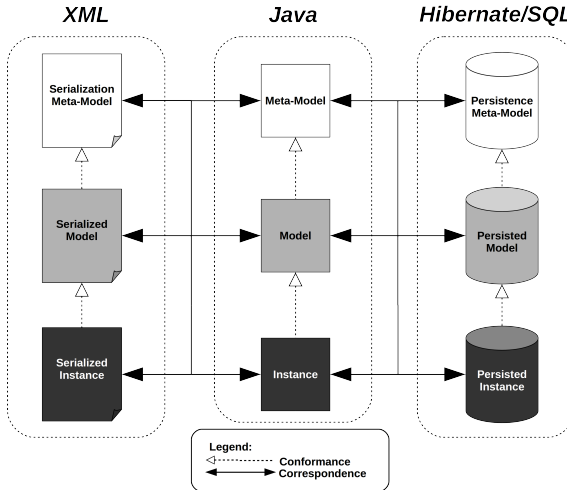 XML
Java
Hibernate/SQL
Serialization
Meta-Model
Meta-Model
Persistence
Meta-Model
Serialized
Model
Model
Persisted
Model
Serialized
Instance
Instance
Persisted
Instance
Legend:
Conformance
Correspondence